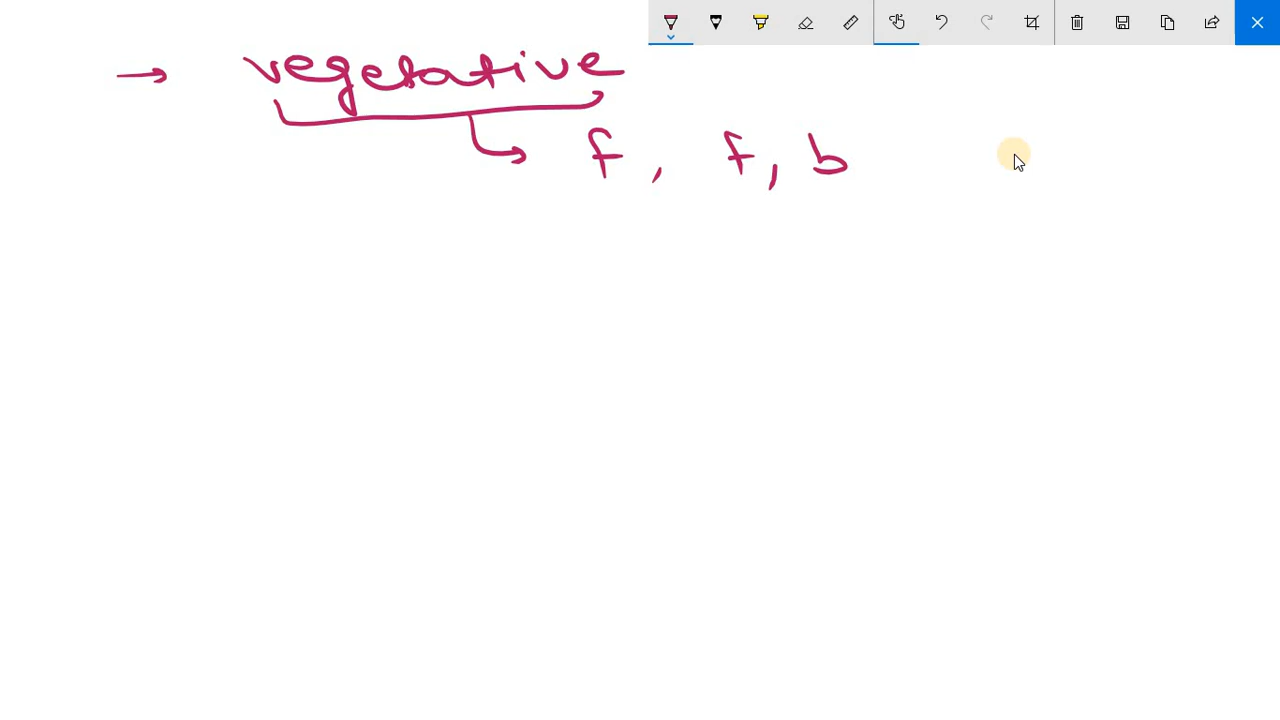 → vegetative
→ f, f, b